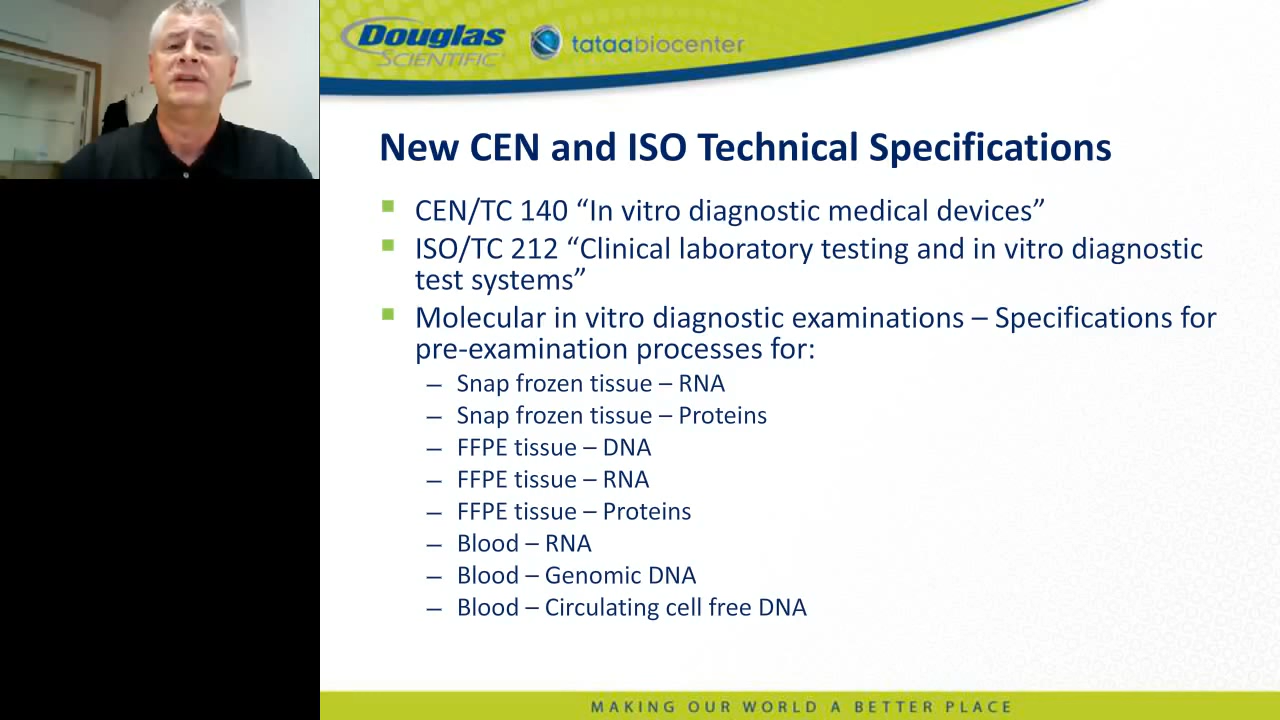 Douglas
SCIENTIFIC
tataabiocenter
New CEN and ISO Technical Specifications
CEN/TC 140 “In vitro diagnostic medical devices”
ISO/TC 212 “Clinical laboratory testing and in vitro diagnostic
test systems”
Molecular in vitro diagnostic examinations – Specifications for
pre-examination processes for:
– Snap frozen tissue – RNA
– Snap frozen tissue – Proteins
– FFPE tissue – DNA
– FFPE tissue – RNA
– FFPE tissue – Proteins
– Blood – RNA
– Blood – Genomic DNA
– Blood – Circulating cell free DNA
MAKING OUR WORLD A BETTER PLACE